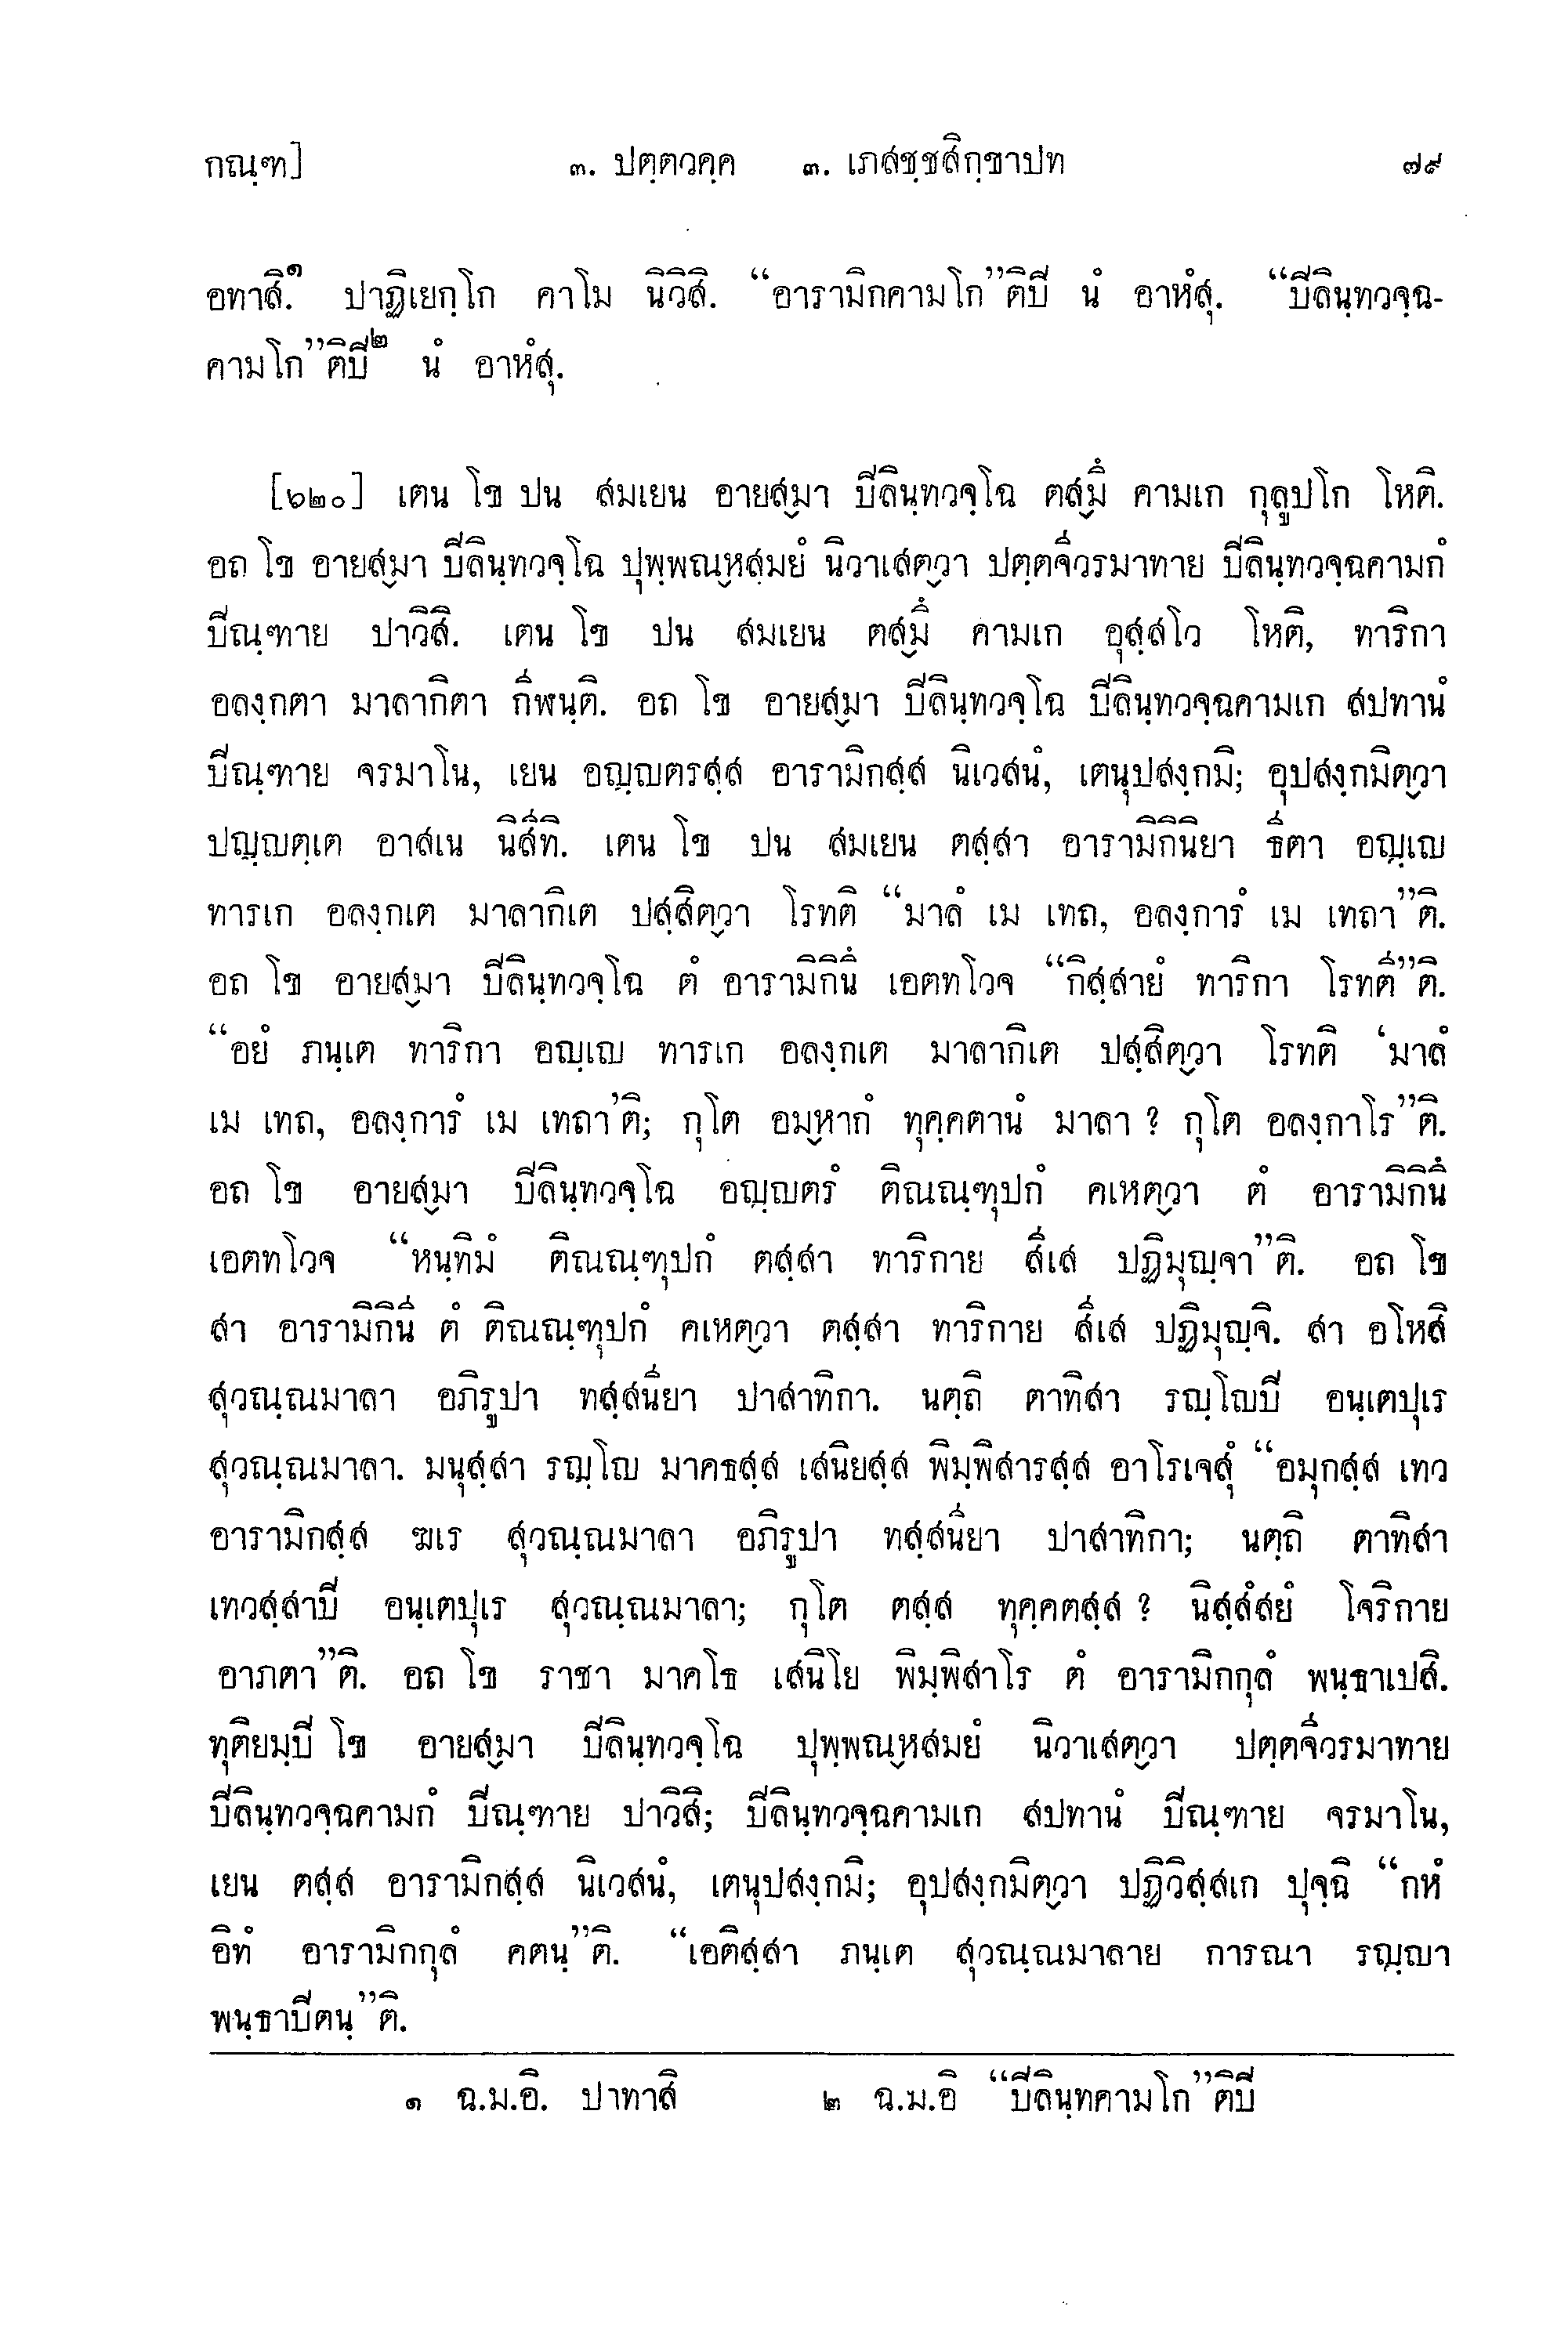 กณฺฑ] ๓. ปตฺตวคฺค ๓. เภสชฺชสิกฺขาปท ๗๙
อทาสิ.๑ ปาฏิเยกฺโก คาโม นิวิสิ. “อารามิกคามโก”ติปิ นํ อาหํสุ. “ปิลินฺทวจฺฉ-
คามโก”ติปิ๒ นํ อาหํสุ.
[๖๒๐] เตน โข ปน สมเยน อายสฺมา ปิลินฺทวจฺโฉ ตสฺมึ คามเก กุลูปโก โหติ.
อถ โข อายสฺมา ปิลินฺทวจฺโฉ ปุพฺพณฺหสมยํ นิวาเสตฺวา ปตฺตจีวรมาทาย ปิลินฺทวจฺฉคามกํ
ปิณฺฑาย ปาวิสิ. เตน โข ปน สมเยน ตสฺมึ คามเก อุสฺสโว โหติ, ทาริกา
อลงฺกตา มาลากิตา กีฬนฺติ. อถ โข อายสฺมา ปิลินฺทวจฺโฉ ปิลินฺทวจฺฉคามเก สปทานํ
ปิณฺฑาย จรมาโน, เยน อญฺญตรสฺส อารามิกสฺส นิเวสนํ, เตนุปสงฺกมิ; อุปสงฺกมิตฺวา
ปญฺญตฺเต อาสเน นิสีทิ. เตน โข ปน สมเยน ตสฺสา อารามิกินิยา ธีตา อญฺเญ
ทารเก อลงฺกเต มาลากิเต ปสฺสิตฺวา โรทติ “มาลํ เม เทถ, อลงฺการํ เม เทถา”ติ.
อถ โข อายสฺมา ปิลินฺทวจฺโฉ ตํ อารามิกินึ เอตทโวจ “กิสฺสายํ ทาริกา โรทตี”ติ.
“อยํ ภนฺเต ทาริกา อญฺเญ ทารเก อลงฺกเต มาลากิเต ปสฺสิตฺวา โรทติ ‘มาลํ
เม เทถ, อลงฺการํ เม เทถา’ติ; กุโต อมฺหากํ ทุคฺคตานํ มาลา ? กุโต อลงฺกาโร”ติ.
อถ โข อายสฺมา ปิลินฺทวจฺโฉ อญฺญตรํ ติณณฺฑุปกํ คเหตฺวา ตํ อารามิกินึ
เอตทโวจ “หนฺทิมํ ติณณฺฑุปกํ ตสฺสา ทาริกาย สีเส ปฏิมุญฺจา”ติ. อถ โข
สา อารามิกินี ตํ ติณณฺฑุปกํ คเหตฺวา ตสฺสา ทาริกาย สีเส ปฏิมุญฺจิ. สา อโหสิ
สุวณฺณมาลา อภิรูปา ทสฺสนียา ปาสาทิกา. นตฺถิ ตาทิสา รญฺโญปิ อนฺเตปุเร
สุวณฺณมาลา. มนุสฺสา รญฺโญ มาคธสฺส เสนิยสฺส พิมฺพิสารสฺส อาโรเจสุํ “อมุกสฺส เทว
อารามิกสฺส ฆเร สุวณฺณมาลา อภิรูปา ทสฺสนียา ปาสาทิกา; นตฺถิ ตาทิสา
เทวสฺสาปิ อนฺเตปุเร สุวณฺณมาลา; กุโต ตสฺส ทุคฺคตสฺส ? นิสฺสํสยํ โจริกาย
อาภตา”ติ. อถ โข ราชา มาคโธ เสนิโย พิมฺพิสาโร ตํ อารามิกกุลํ พนฺธาเปสิ.
ทุติยมฺปิ โข อายสฺมา ปิลินฺทวจฺโฉ ปุพฺพณฺหสมยํ นิวาเสตฺวา ปตฺตจีวรมาทาย
ปิลินฺทวจฺฉคามกํ ปิณฺฑาย ปาวิสิ; ปิลินฺทวจฺฉคามเก สปทานํ ปิณฺฑาย จรมาโน,
เยน ตสฺส อารามิกสฺส นิเวสนํ, เตนุปสงฺกมิ; อุปสงฺกมิตฺวา ปฏิวิสฺสเก ปุจฺฉิ “กหํ
อิทํ อารามิกกุลํ คตนฺ”ติ. “เอติสฺสา ภนฺเต สุวณฺณมาลาย การณา รญฺญา
พนฺธาปิตนฺ”ติ.
๑ ฉ.ม.อิ. ปาทาสิ ๒ ฉ.ม.อิ “ปิลินฺทคามโก”ติปิ